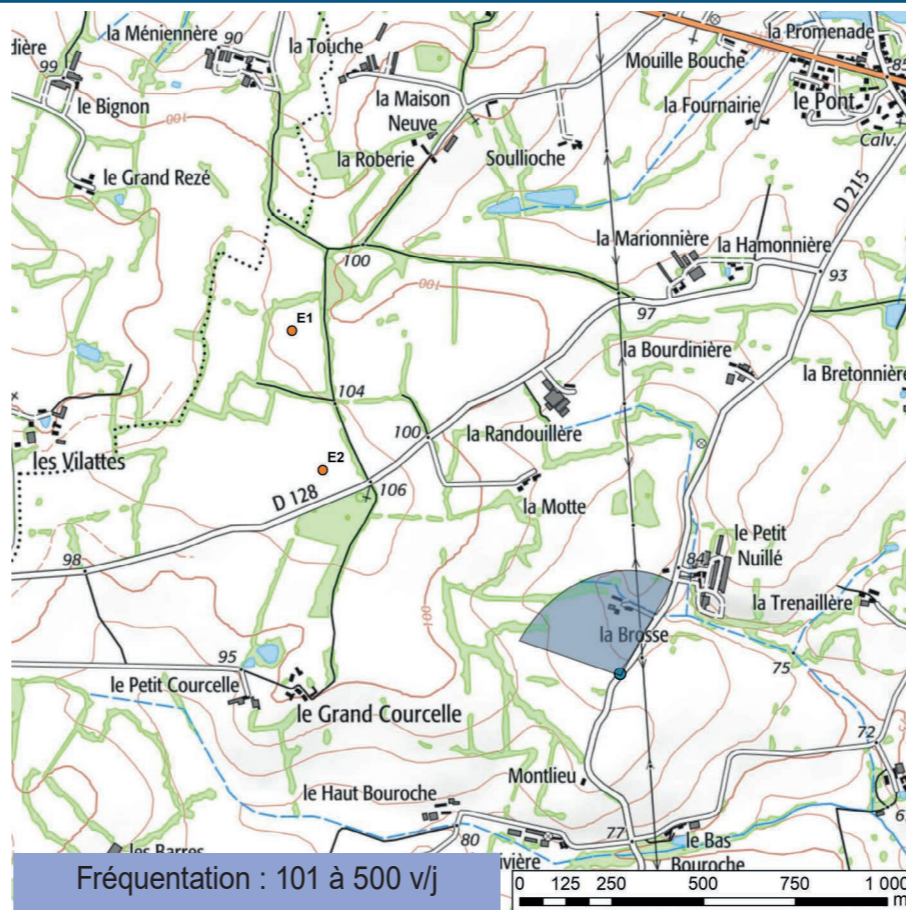 la Méniennère
90
la Touche
la Promenade
dière
99
Mouille Bouche
85
le Bignon
la Maison
Neuve
la Fournairie
le Pont
100
Calv.
la Roberie
Soullioche
le Grand Rezé
D 215
la Marionnière
la Hamonnière
100
93
100
97
E1
la Bourdinière
la Bretonnière
104
100
la Randouillère
les Vilattes
E2
106
D 128
la Motte
le Petit
Nuillé
98
84
la Trenaillère
la Brosse
100
95
75
le Petit Courcelle
le Grand Courcelle
72
Montlieu
le Haut Bouroche
80
77
le Bas
Bouroche
les Barres
ivière
Fréquentation : 101 à 500 v/j
0 125 250 500 750 1 000
m